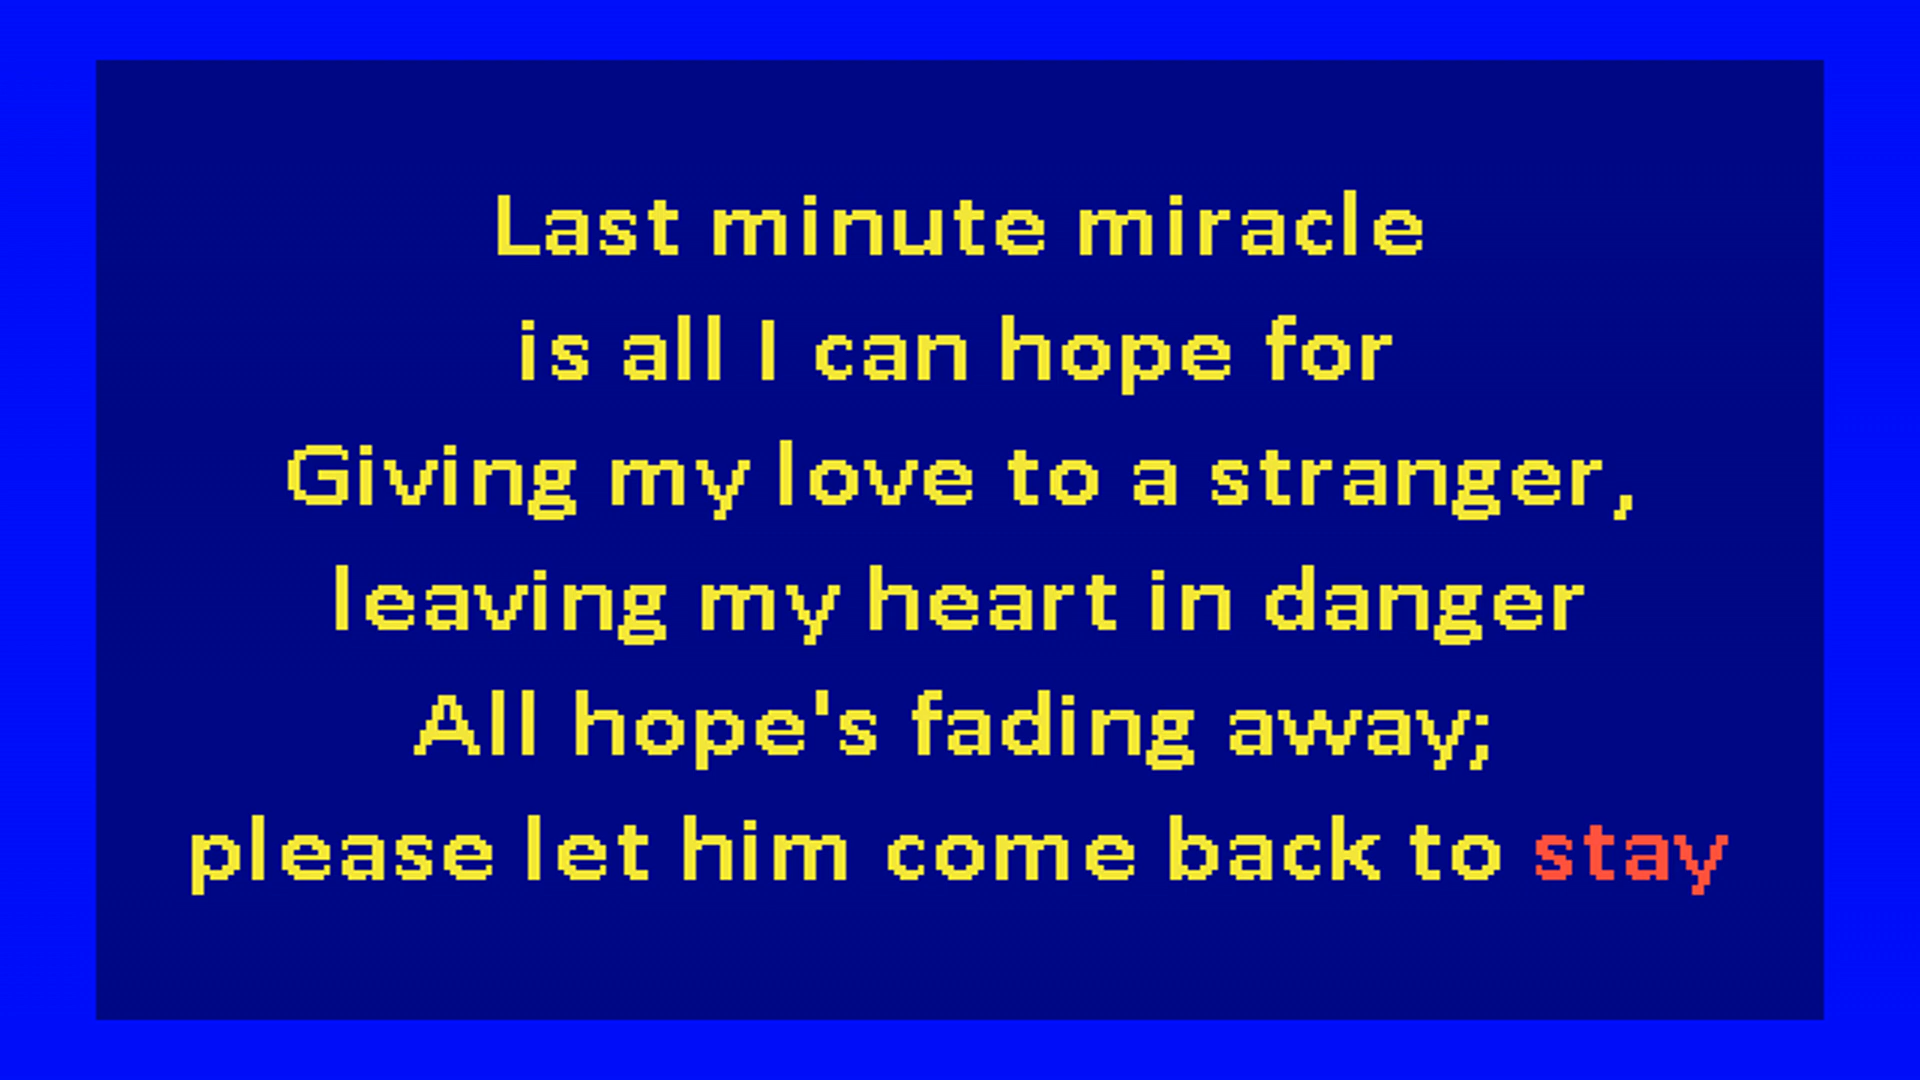 Last minute miracle
is all I can hope for
Giving my love to a stranger,
leaving my heart in danger
All hope's fading away;
please let him come back to stay